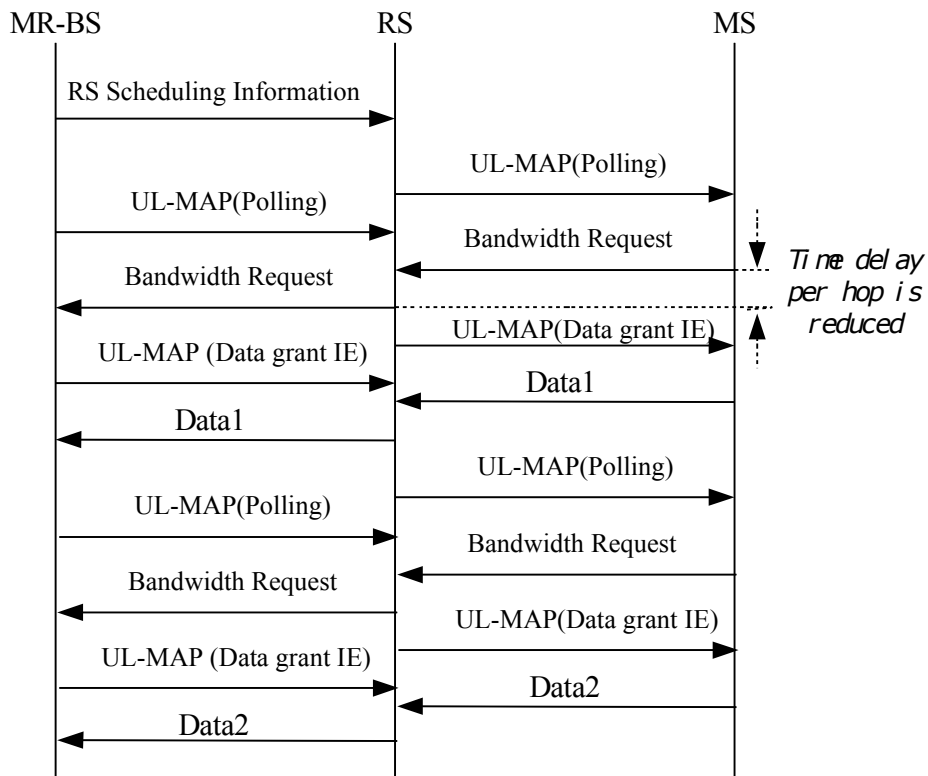 MR-BS RS MS
RS Scheduling Information
UL-MAP(Polling)
UL-MAP(Polling)
Bandwidth Request
Time delay
per hop is
reduced
Bandwidth Request
UL-MAP(Data grant IE)
UL-MAP (Data grant IE)
Data1
Data1
UL-MAP(Polling)
UL-MAP(Polling)
Bandwidth Request
Bandwidth Request
UL-MAP(Data grant IE)
UL-MAP (Data grant IE)
Data2
Data2